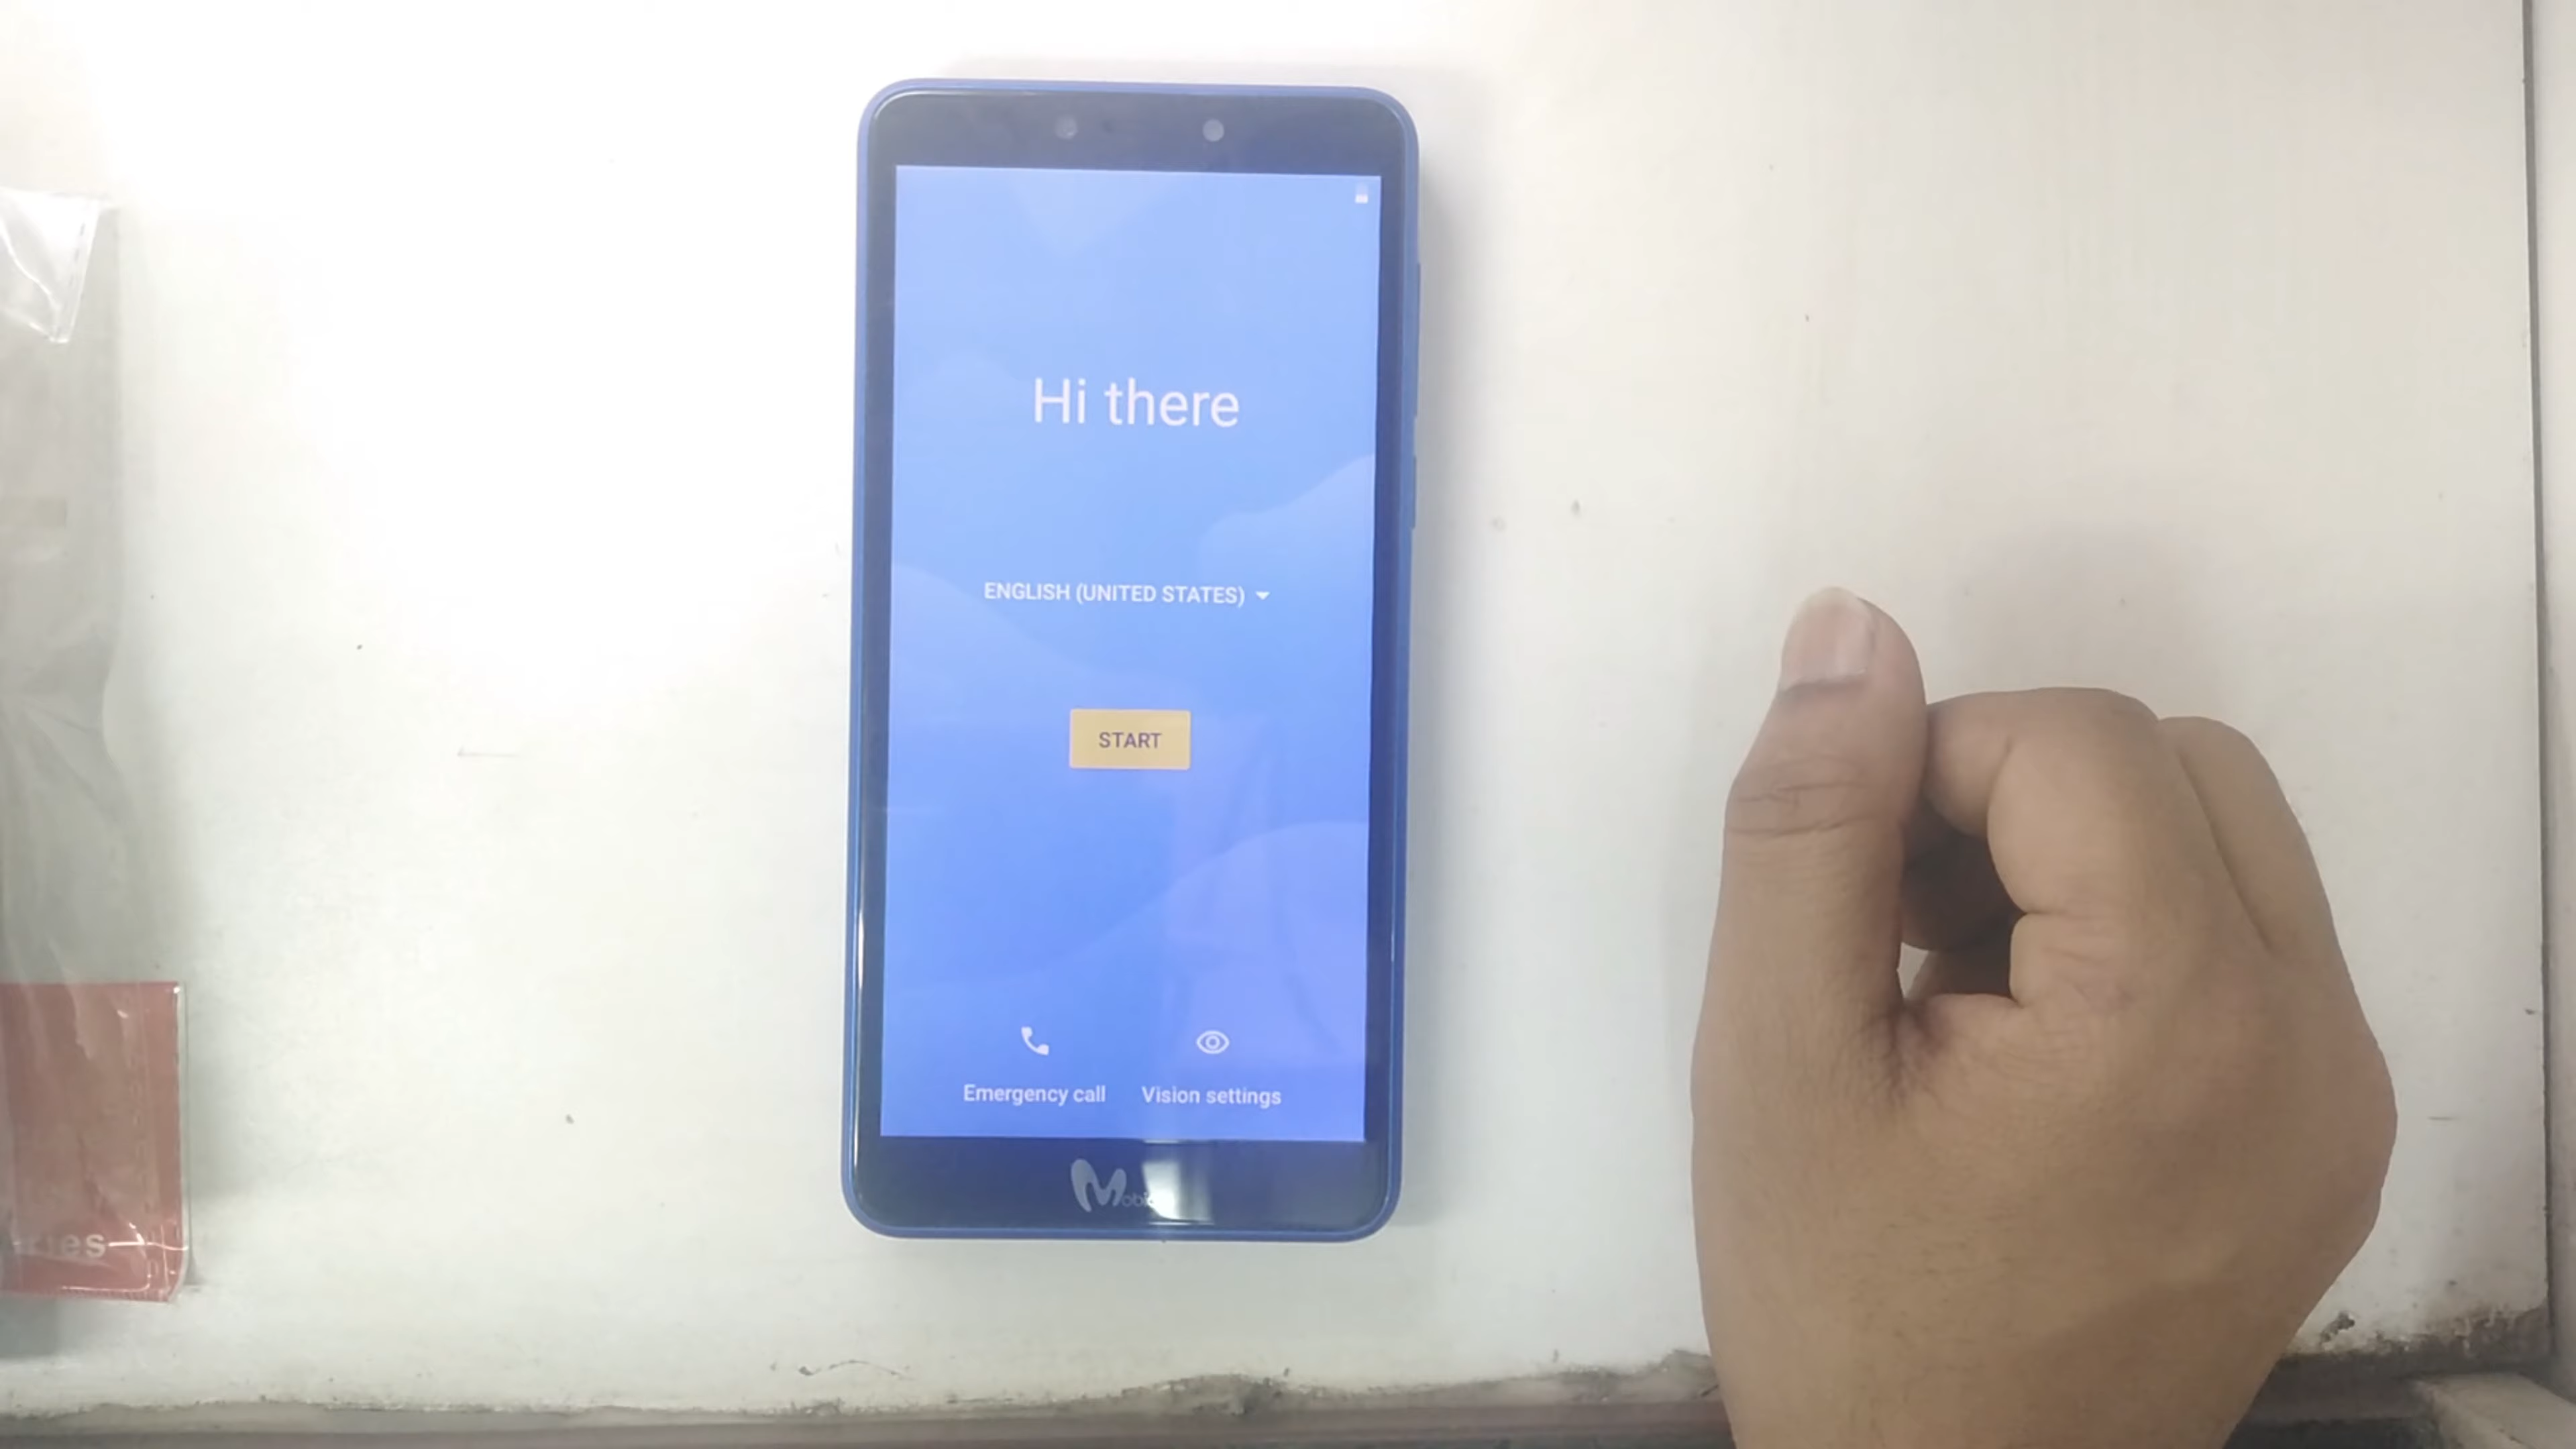 Hi there
ENGLISH (UNITED STATES)
START
Emergency call
Vision settings